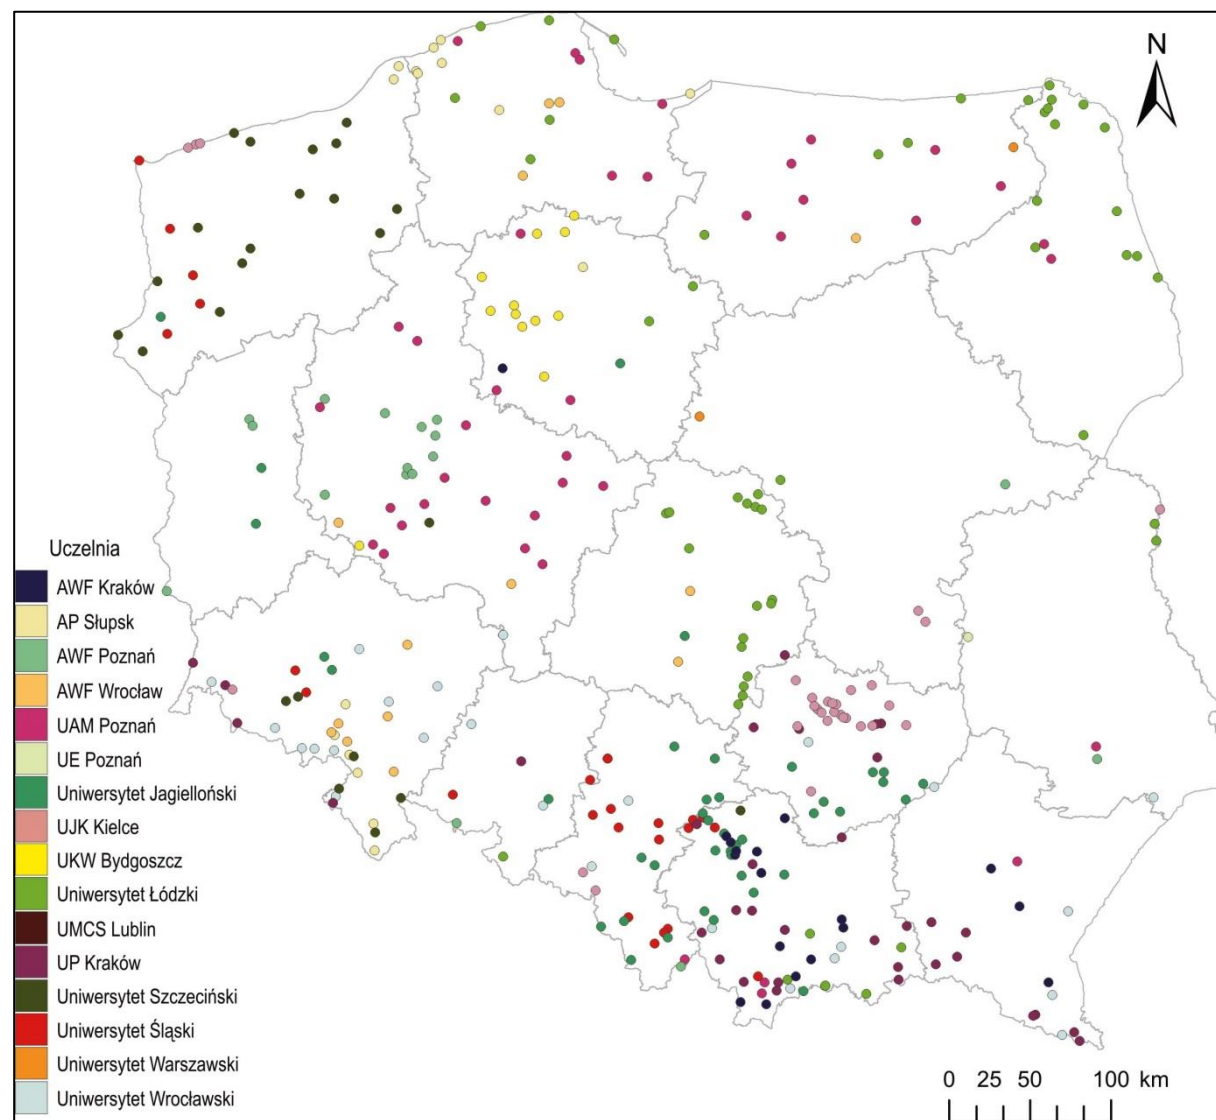 N
Uczelnia
AWF Kraków
AP Słupsk
AWF Poznań
AWF Wrocław
UAM Poznań
UE Poznań
Uniwersytet Jagielloński
UJK Kielce
UKW Bydgoszcz
Uniwersytet Łódzki
UMCS Lublin
UP Kraków
Uniwersytet Szczeciński
Uniwersytet Śląski
Uniwersytet Warszawski
Uniwersytet Wrocławski
0 25 50 100 km